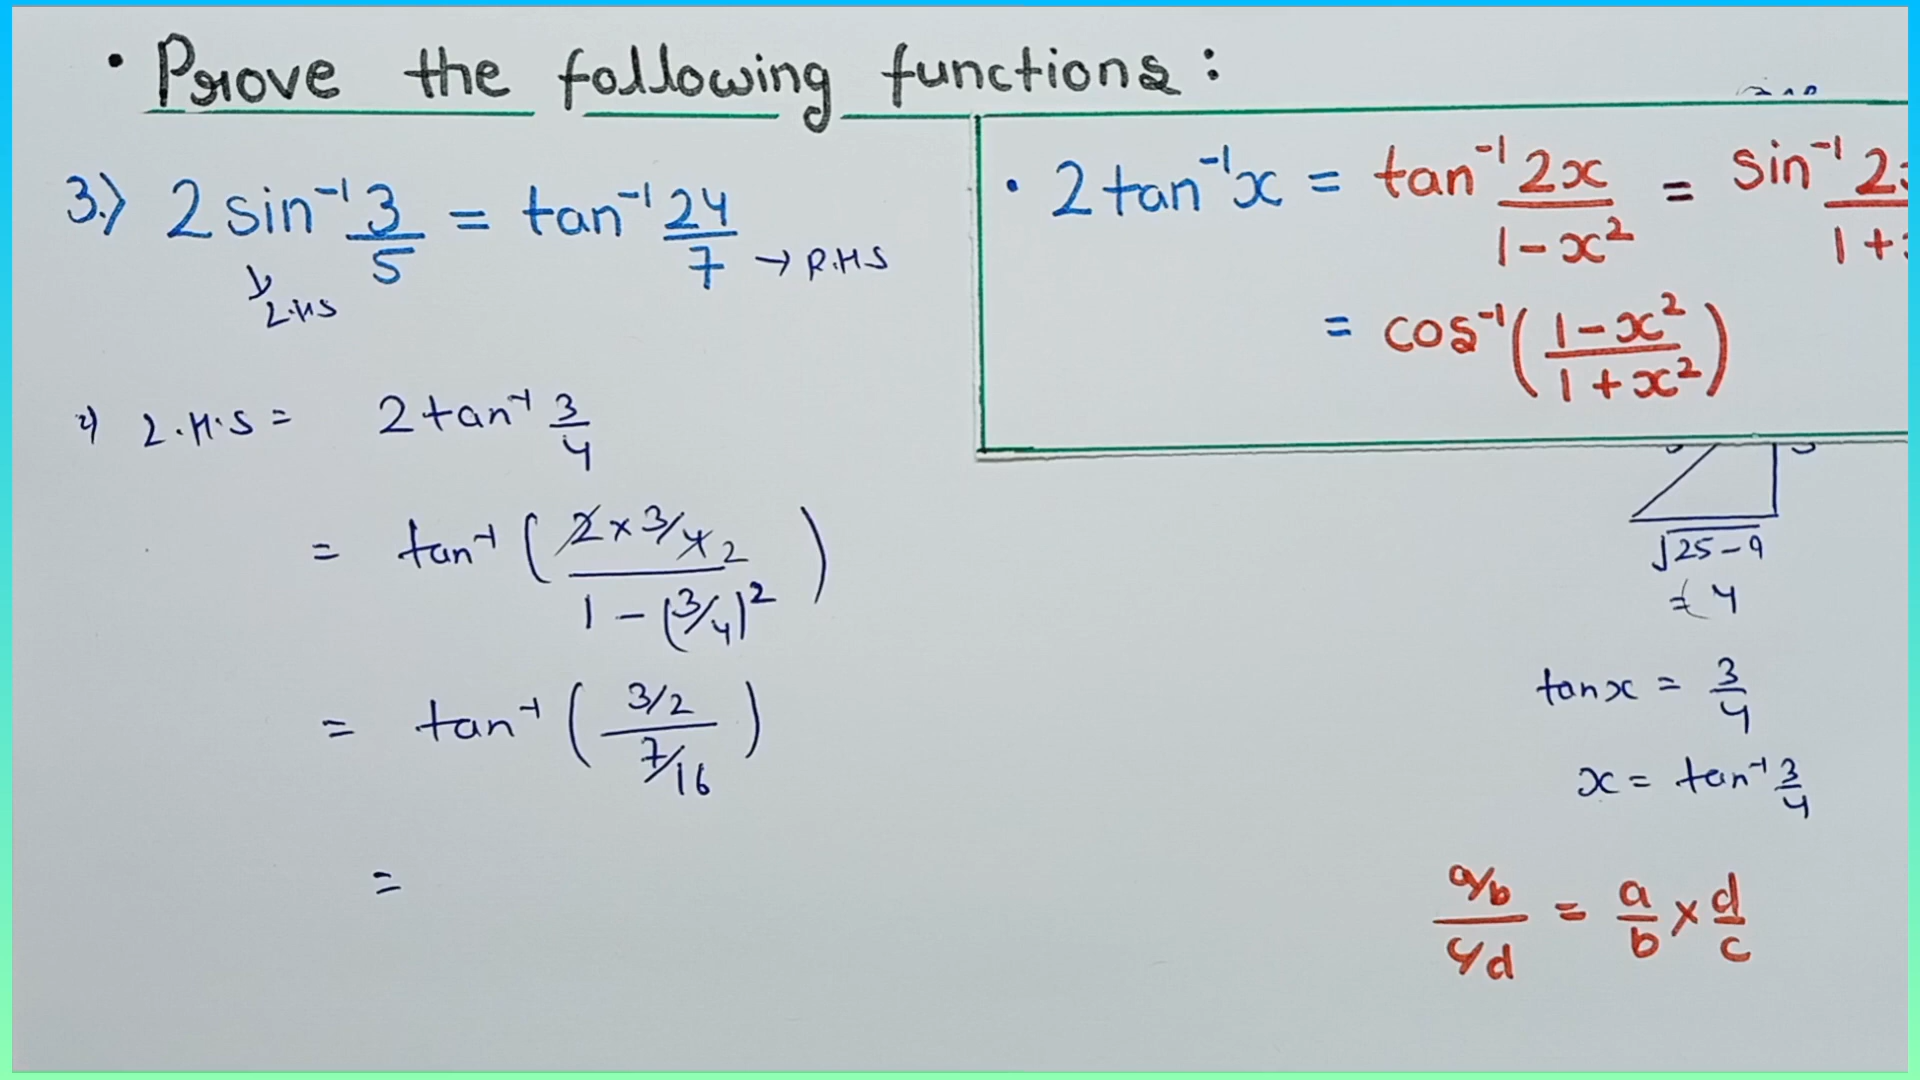 • Prove the following functions :
3.) 2 sin⁻¹ 3/5 = tan⁻¹ 24/7 → R.H.S
L.H.S
• 2 tan⁻¹x = tan⁻¹ 2x/1-x² = sin⁻¹
= cos⁻¹ (1-x²/1+x²)
L.H.S = 2 tan⁻¹ 3/4
= tan⁻¹ (2 × 3/4 2 / 1 - (3/4)²)
= tan⁻¹ (3/2 / 7/16)
=
√25-9
= 4
tan x = 3/4
x = tan⁻¹ 3/4
a/b / c/d = a/b × d/c